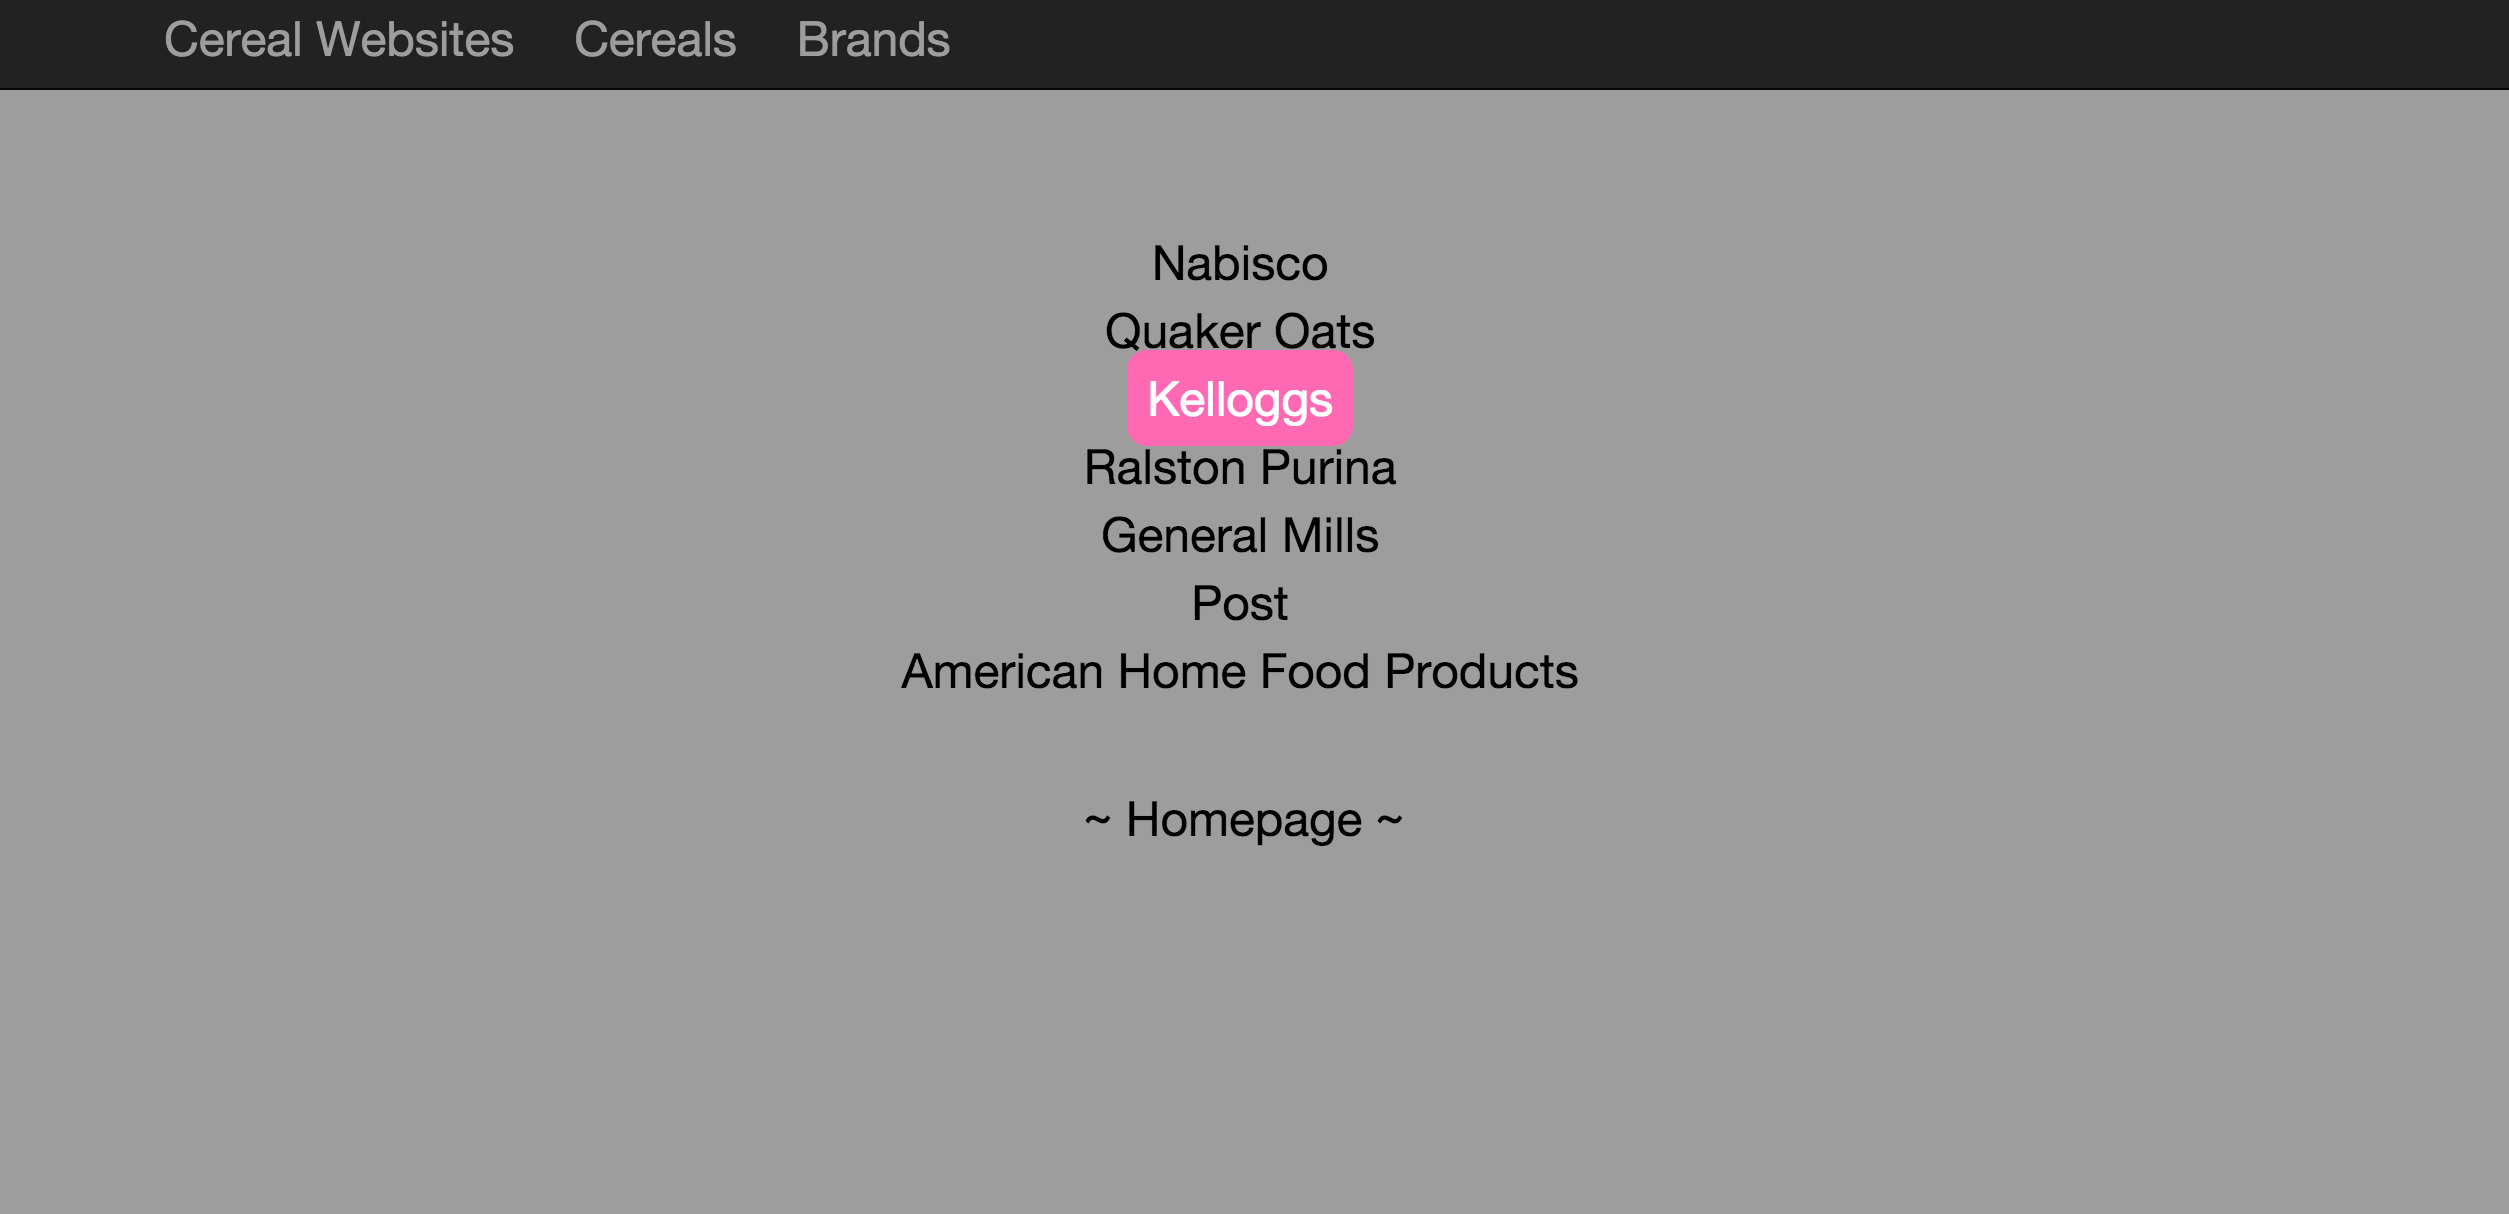 Cereal Websites Cereals Brands
Nabisco
Quaker Oats
Kelloggs
Ralston Purina
General Mills
Post
American Home Food Products
~ Homepage ~